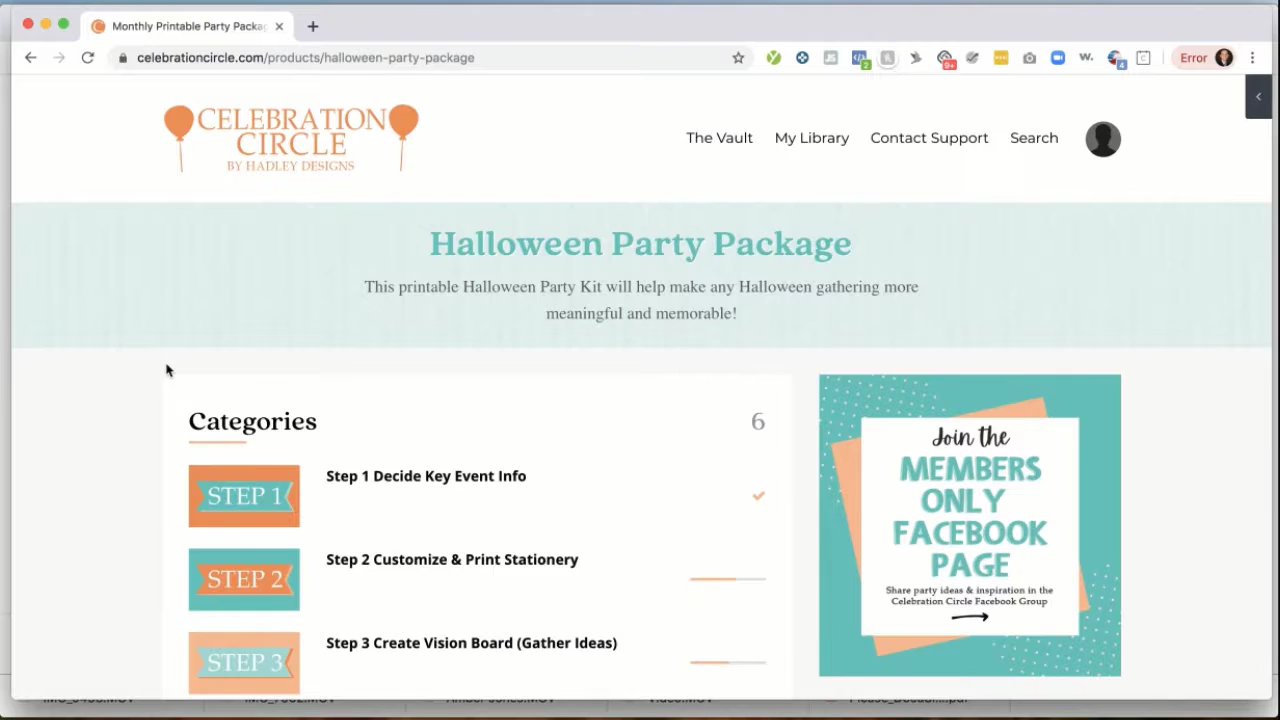 Monthly Printable Party Packag
celebrationcircle.com/products/halloween-party-package
2
9+
4
Error
CELEBRATION
CIRCLE
BY HADLEY DESIGNS
The Vault
My Library
Contact Support
Search
Halloween Party Package
This printable Halloween Party Kit will help make any Halloween gathering more
meaningful and memorable!
Categories
6
STEP 1
Step 1 Decide Key Event Info
STEP 2
Step 2 Customize & Print Stationery
STEP 3
Step 3 Create Vision Board (Gather Ideas)
Join the
MEMBERS
ONLY
FACEBOOK
PAGE
Share party ideas & inspiration in the
Celebration Circle Facebook Group